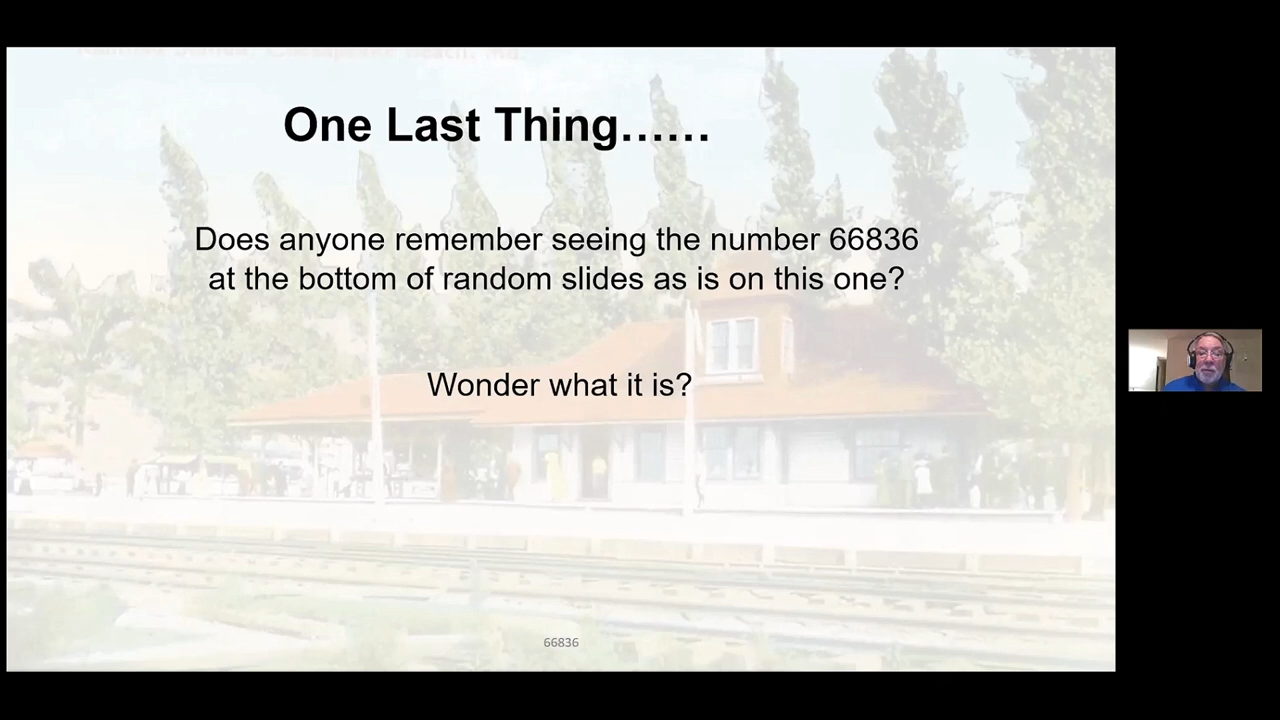 One Last Thing......
Does anyone remember seeing the number 66836
at the bottom of random slides as is on this one?
Wonder what it is?
66836